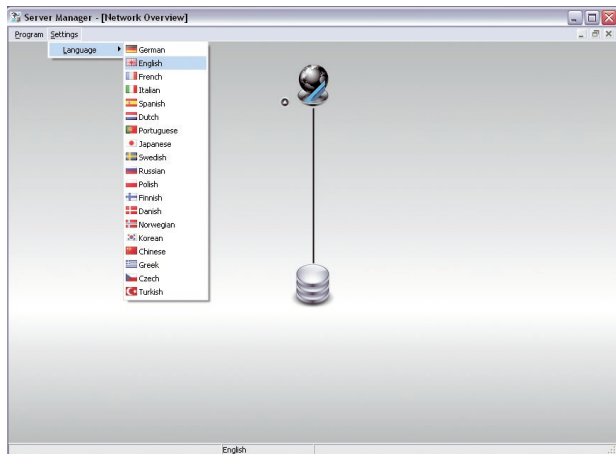 Server Manager - [Network Overview]
Program Settings
Language
German
English
French
Italian
Spanish
Dutch
Portuguese
Japanese
Swedish
Russian
Polish
Finnish
Danish
Norwegian
Korean
Chinese
Greek
Czech
Turkish
English